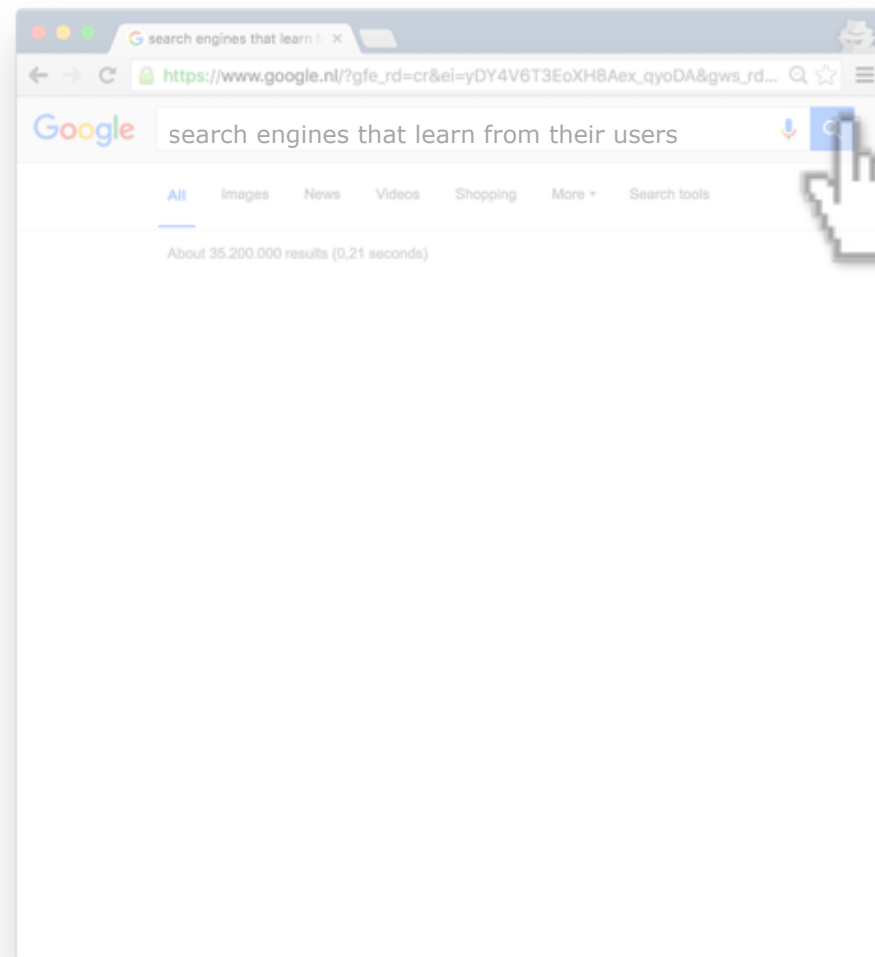 search engines that learn
https://www.google.nl/?gfe_rd=cr&ei=yDY4V6T3EoXH8Aex_qyoDA&gws_rd...
Google search engines that learn from their users
All Images News Videos Shopping More Search tools
About 35.200.000 results (0,21 seconds)